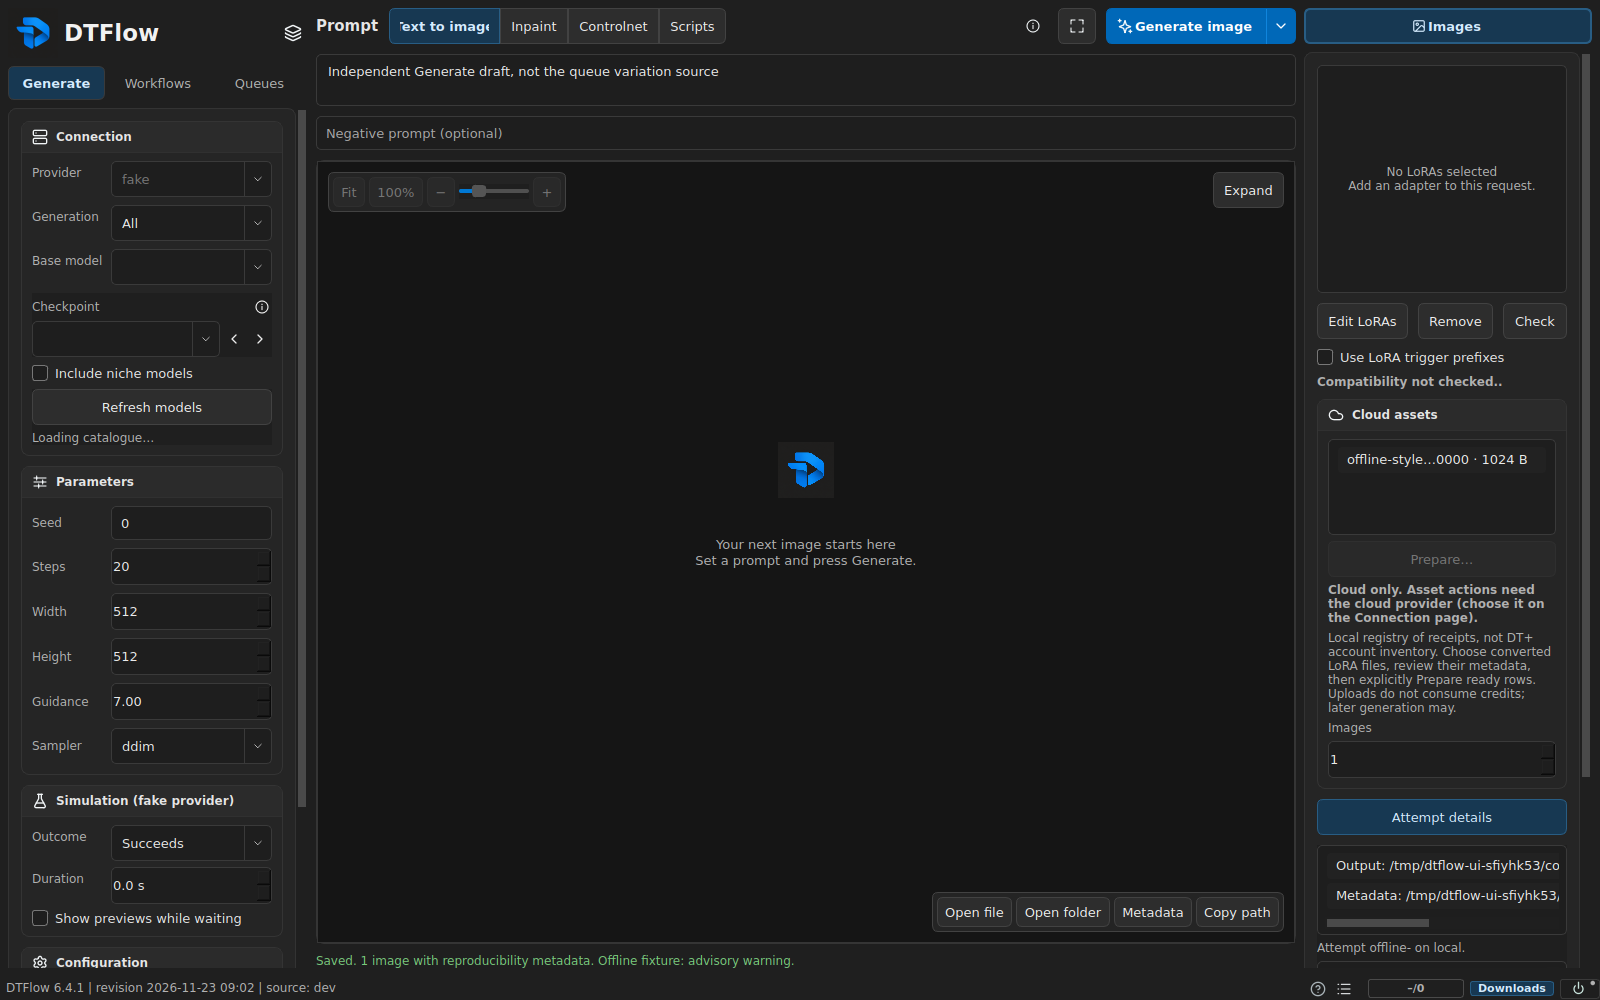 DTFlow
Prompt
Text to image
Inpaint
Controlnet
Scripts
Generate image
Images
Generate
Workflows
Queues
Independent Generate draft, not the queue variation source
Negative prompt (optional)
Connection
Provider
fake
Generation
All
Base model
Checkpoint
Include niche models
Refresh models
Loading catalogue...
Parameters
Seed
0
Steps
20
Width
512
Height
512
Guidance
7.00
Sampler
ddim
Simulation (fake provider)
Outcome
Succeeds
Duration
0.0 s
Show previews while waiting
Configuration
Fit
100%
−
+
Expand
Your next image starts here
Set a prompt and press Generate.
Open file
Open folder
Metadata
Copy path
Saved. 1 image with reproducibility metadata. Offline fixture: advisory warning.
No LoRAs selected
Add an adapter to this request.
Edit LoRAs
Remove
Check
Use LoRA trigger prefixes
Compatibility not checked..
Cloud assets
offline-style...0000 · 1024 B
Prepare...
Cloud only. Asset actions need
the cloud provider (choose it on
the Connection page).
Local registry of receipts, not DT+
account inventory. Choose converted
LoRA files, review their metadata,
then explicitly Prepare ready rows.
Uploads do not consume credits;
later generation may.
Images
1
Attempt details
Output: /tmp/dtflow-ui-sfiyhk53/co
Metadata: /tmp/dtflow-ui-sfiyhk53/
Attempt offline- on local.
DTFlow 6.4.1 | revision 2026-11-23 09:02 | source: dev
-/0
Downloads